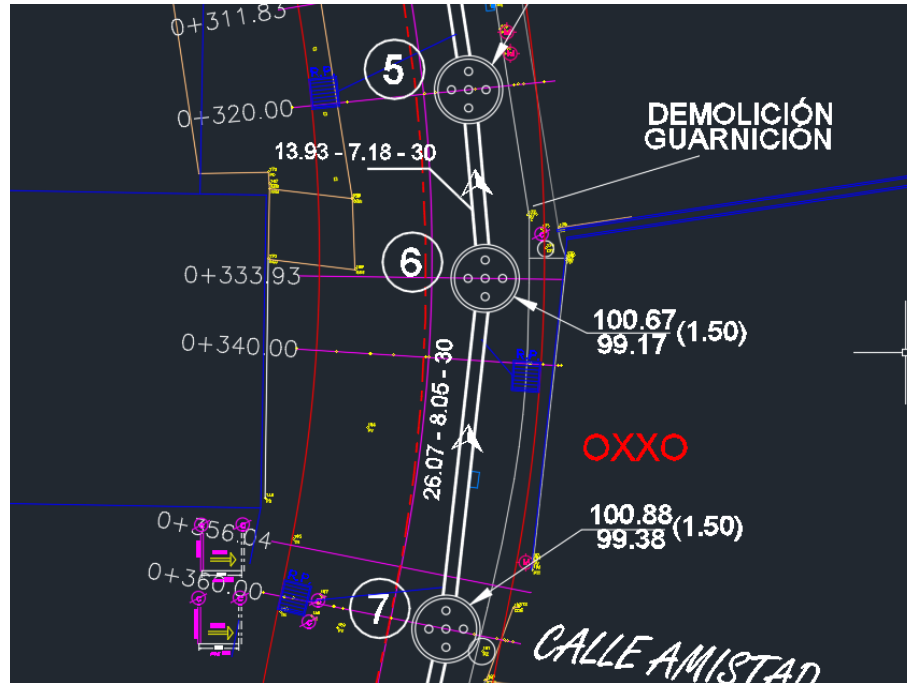 0+311.83
5
0+320.00
DEMOLICIÓN
GUARNICIÓN
13.93 - 7.18 - 30
6
0+333.93
100.67
99.17 (1.50)
0+340.00
26.07 - 8.05 - 30
OXXO
100.88
99.38 (1.50)
0+356.04
0+360.00
7
CALLE AMISTAD